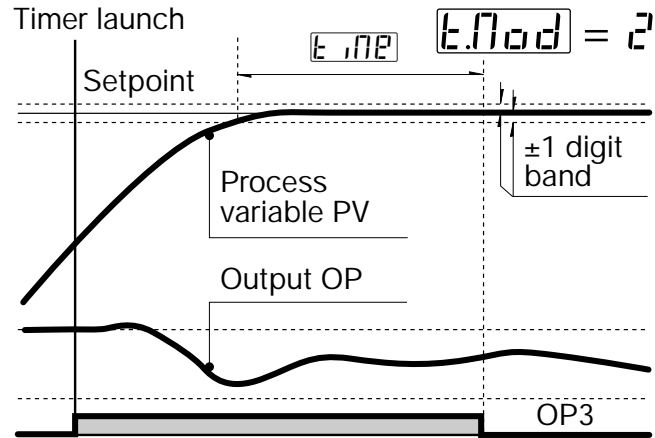 Timer launch
t.imE
t.Mod = 2
Setpoint
±1 digit
band
Process
variable PV
Output OP
OP3